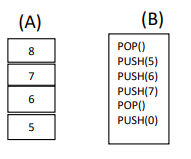 (A)
8
7
6
5
(B)
POP()
PUSH(5)
PUSH(6)
PUSH(7)
POP()
PUSH(0)